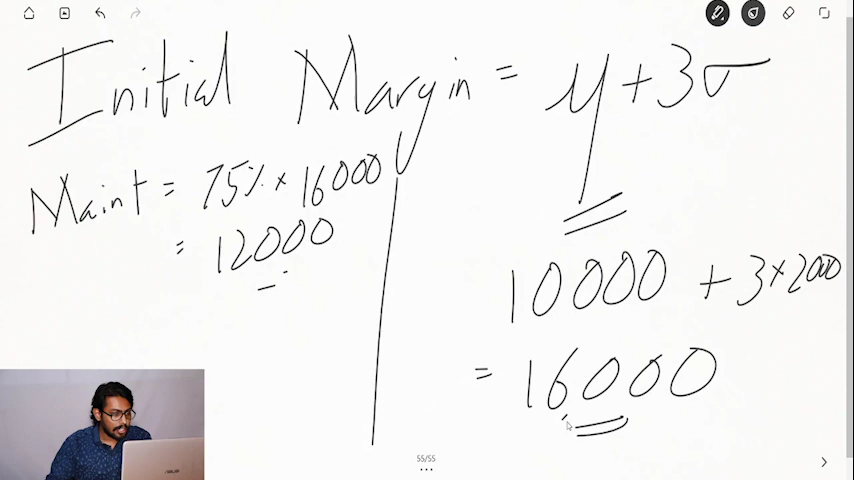 Initial Margin = μ + 3σ
Maint = 75% × 16000
= 12000
10000 + 3×2000
= 16000
55/55